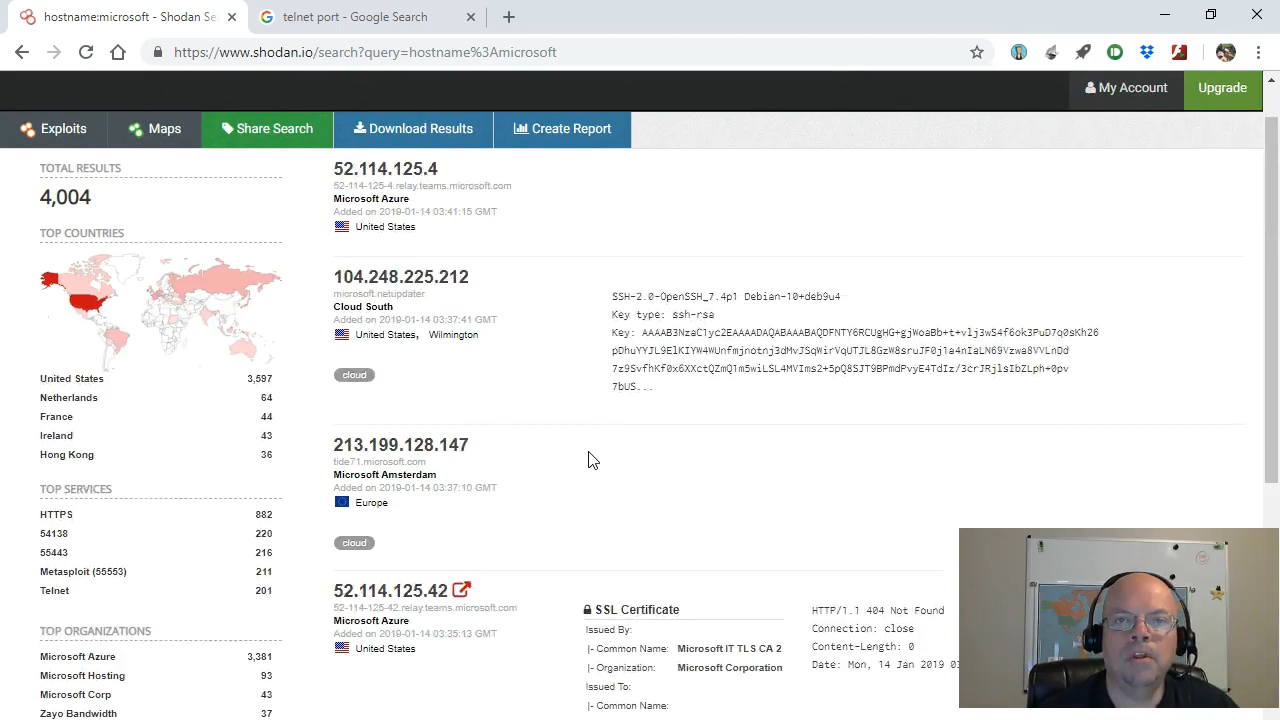 hostname:microsoft - Shodan Se
telnet port - Google Search
https://www.shodan.io/search?query=hostname%3Amicrosoft
My Account
Upgrade
Exploits
Maps
Share Search
Download Results
Create Report
TOTAL RESULTS
4,004
TOP COUNTRIES
United States 3,597
Netherlands 64
France 44
Ireland 43
Hong Kong 36
TOP SERVICES
HTTPS 882
54138 220
55443 216
Metasploit (55553) 211
Telnet 201
TOP ORGANIZATIONS
Microsoft Azure 3,381
Microsoft Hosting 93
Microsoft Corp 43
Zayo Bandwidth 37
52.114.125.4
52-114-125-4.relay.teams.microsoft.com
Microsoft Azure
Added on 2019-01-14 03:41:15 GMT
United States
104.248.225.212
microsoft.netupdater
Cloud South
Added on 2019-01-14 03:37:41 GMT
United States, Wilmington
cloud
SSH-2.0-OpenSSH_7.4p1 Debian-10+deb9u4
Key type: ssh-rsa
213.199.128.147
tide71.microsoft.com
Microsoft Amsterdam
Added on 2019-01-14 03:37:10 GMT
Europe
cloud
52.114.125.42
52-114-125-42.relay.teams.microsoft.com
Microsoft Azure
Added on 2019-01-14 03:35:13 GMT
United States
SSL Certificate
Issued By:
|- Common Name: Microsoft IT TLS CA 2
|- Organization: Microsoft Corporation
Issued To:
|- Common Name:
HTTP/1.1 404 Not Found
Connection: close
Content-Length: 0
Date: Mon, 14 Jan 2019 03